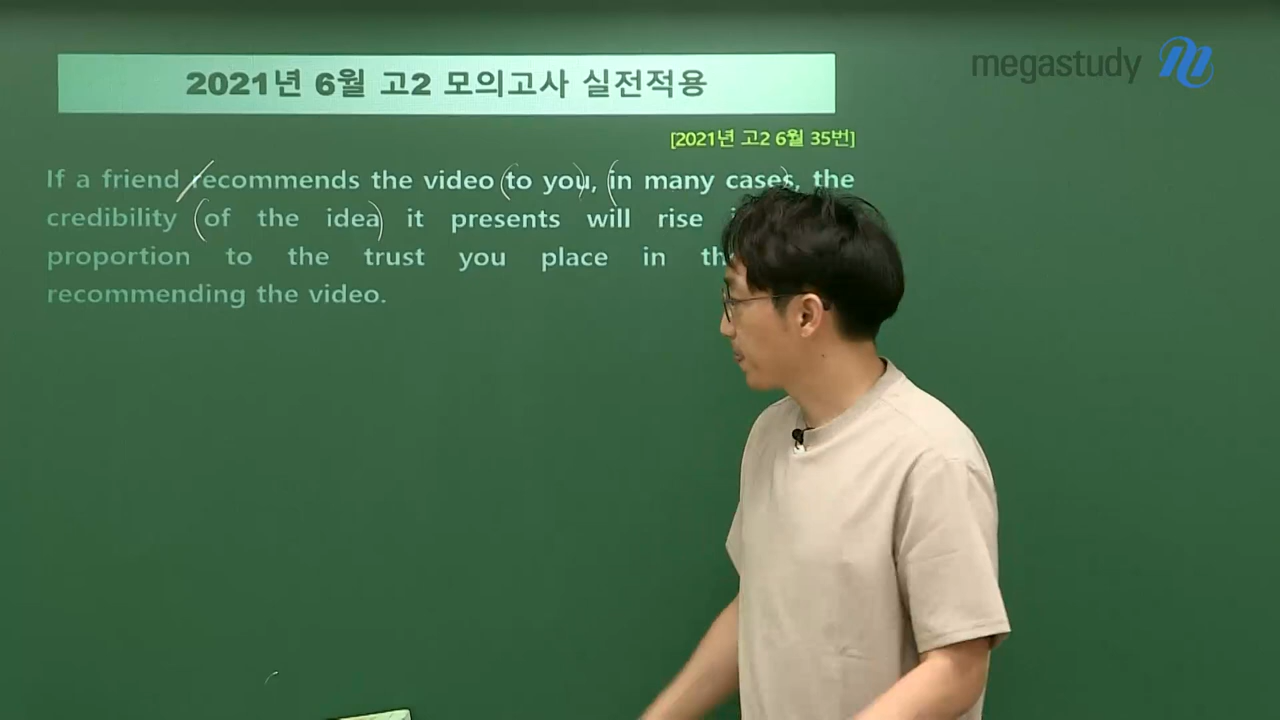 megastudy
2021년 6월 고2 모의고사 실전적용
[2021년 고2 6월 35번]
If a friend recommends the video to you, in many cases, the
credibility of the idea it presents will rise
proportion to the trust you place in
recommending the video.